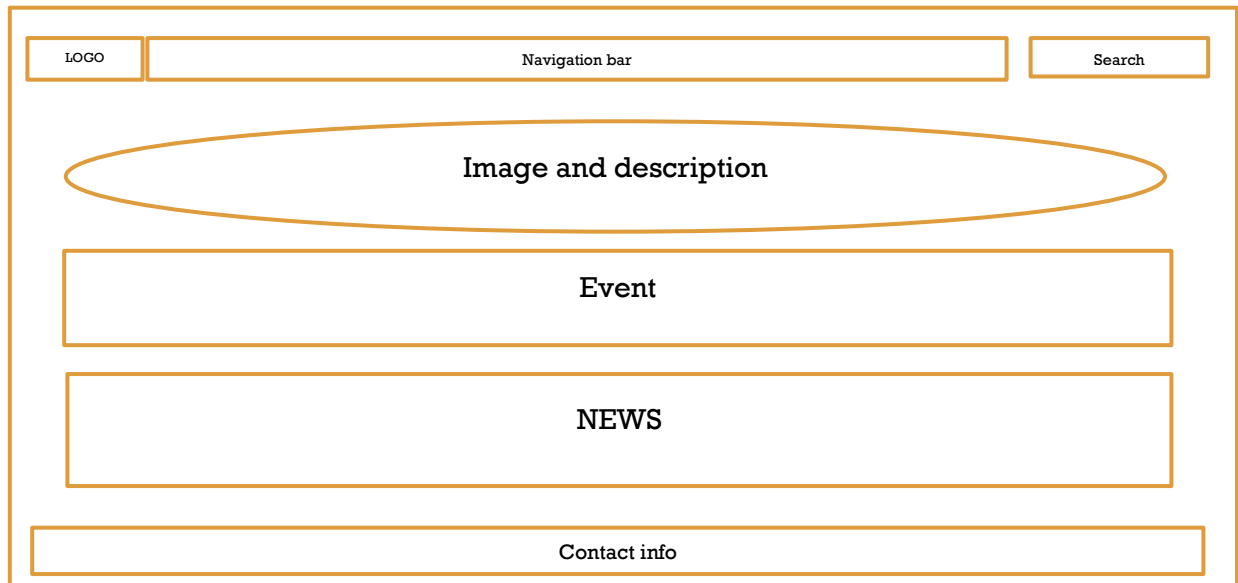 LOGO
Navigation bar
Search
Image and description
Event
NEWS
Contact info